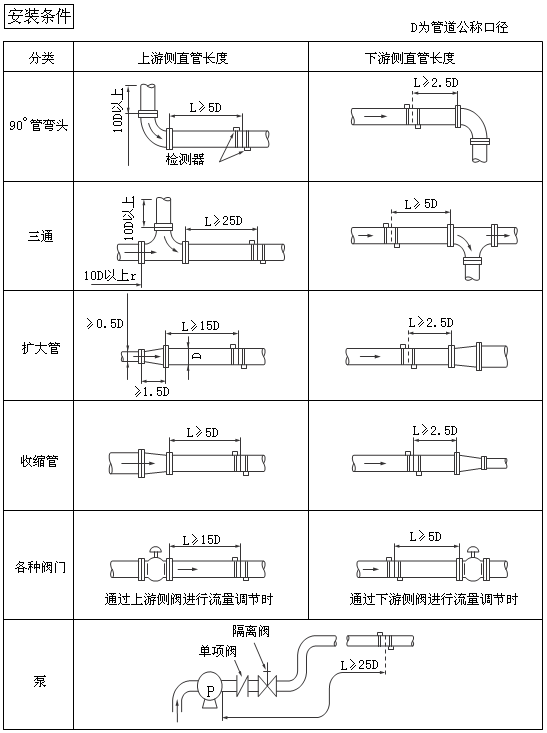 安装条件
D为管道公称口径
分类 上游侧直管长度 下游侧直管长度
90°管弯头
10D以上
L≥5D
检测器
L≥2.5D
三通
10D以上
L≥25D
10D以上r
L≥5D
扩大管
≥0.5D
L≥15D
D
≥1.5D
L≥2.5D
收缩管
L≥5D
L≥2.5D
各种阀门
L≥15D
通过上游侧阀进行流量调节时
L≥5D
通过下游侧阀进行流量调节时
泵
隔离阀
单项阀
P
L≥25D